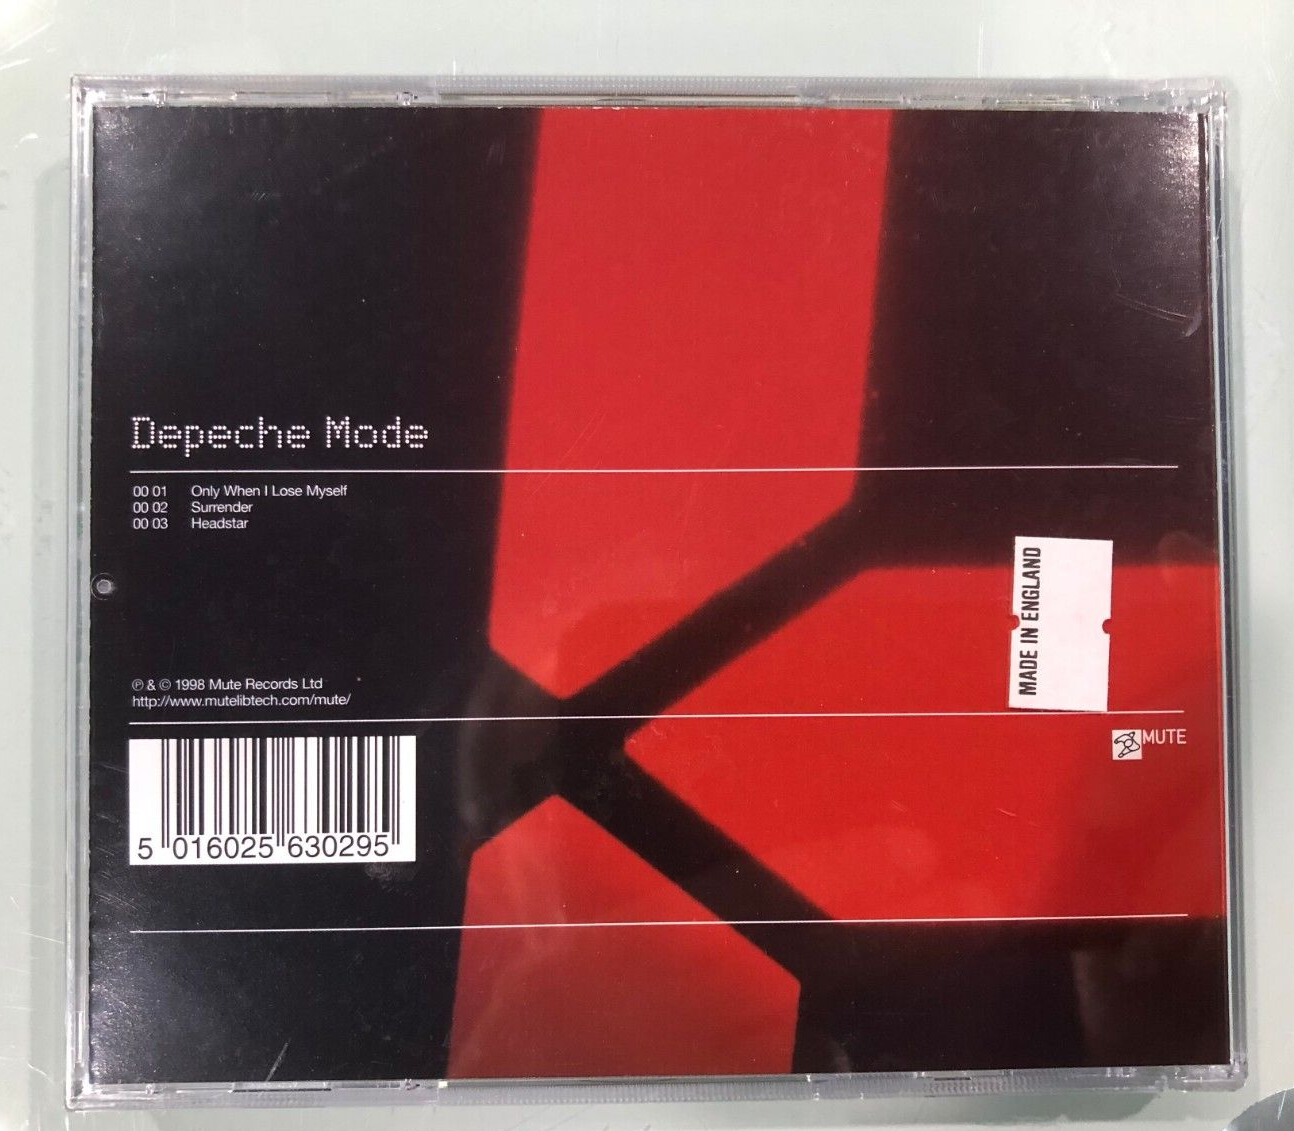 Depeche Mode
00 01 Only When I Lose Myself
00 02 Surrender
00 03 Headstar
MADE IN ENGLAND
℗ & © 1998 Mute Records Ltd
http://www.mutelibtech.com/mute/
MUTE
5 016025 630295